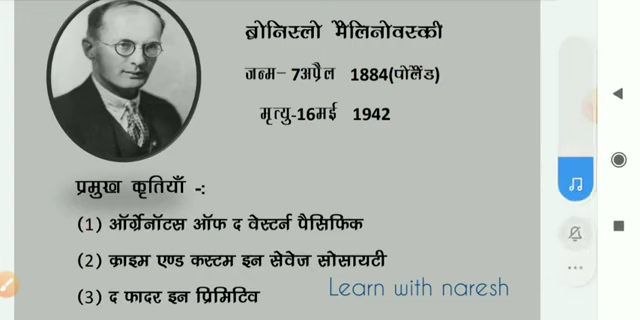 ब्रोनिस्लो मैलिनोवस्की
जन्म- 7अप्रैल 1884(पोलैंड)
मृत्यु-16मई 1942
प्रमुख कृतियाँ -:
(1) ऑर्ग्रेनॉटस ऑफ द वेस्टर्न पैसिफिक
(2) क्राइम एण्ड कस्टम इन सेवेज सोसायटी
(3) द फादर इन प्रिमिटिव
Learn with naresh